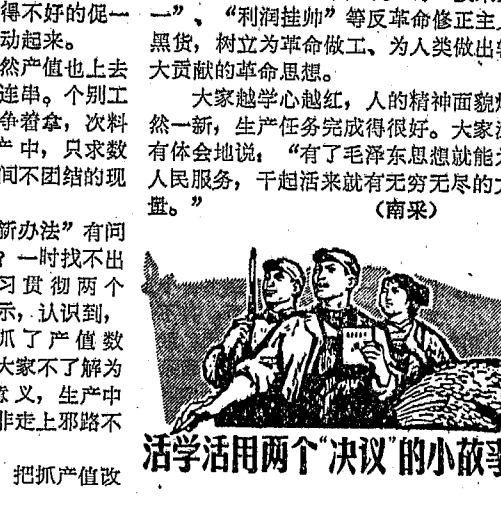 得不好的促一
动起来。
然产值也上去
连串。个别工
争着拿，次料
产中，只求数
间不团结的现
新办法”有问
？一时找不出
习贯彻两个
示，认识到，
抓了产值数
大家不了解为
意义，生产中
非走上邪路不
把抓产值改
一”、“利润挂帅”等反革命修正主
黑货，树立为革命做工、为人类做出
大贡献的革命思想。
大家越学心越红，人的精神面貌
然一新，生产任务完成得很好。大家
有体会地说：“有了毛泽东思想就能
人民服务，干起活来就有无穷无尽的
量。”（南采）
活学活用两个“决议”的小故事